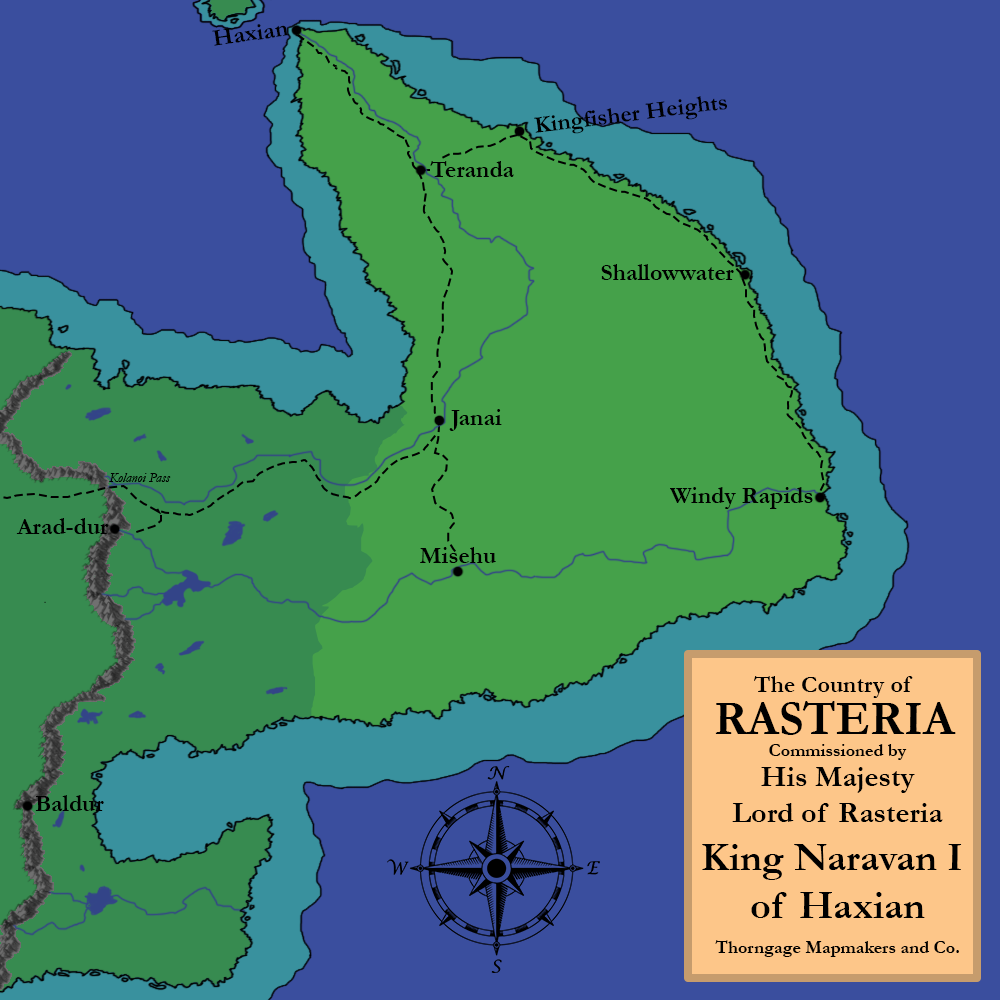 Haxian
Kingfisher Heights
Teranda
Shallowwater
Janai
Kolanoi Pass
Windy Rapids
Arad-dur
Misehu
Baldur
The Country of
RASTERIA
Commissioned by
His Majesty
Lord of Rasteria
King Naravan I
of Haxian
Thorngage Mapmakers and Co.
N
W
E
S